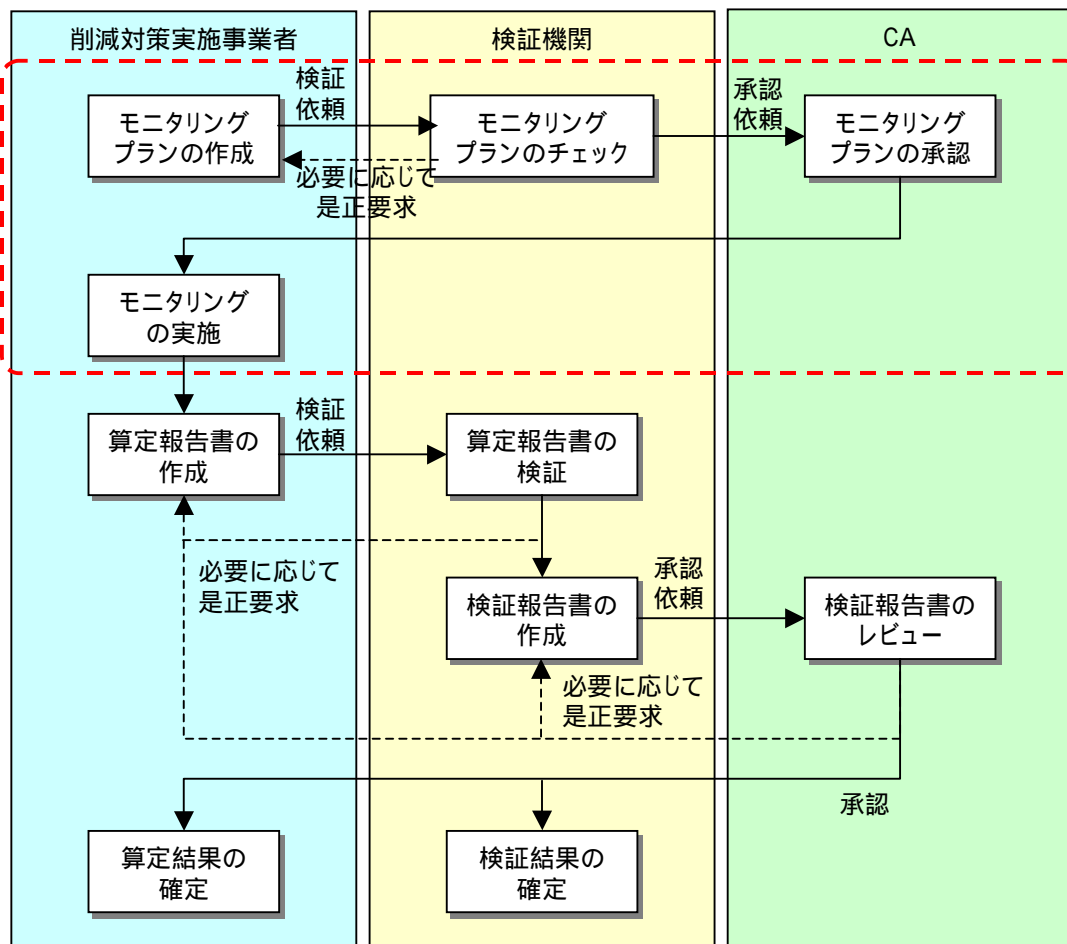 削減対策実施事業者
検証機関
CA
検証
依頼
承認
依頼
モニタリング
プランの作成
モニタリング
プランのチェック
モニタリング
プランの承認
必要に応じて
是正要求
モニタリング
の実施
検証
依頼
算定報告書の
作成
算定報告書の
検証
必要に応じて
是正要求
承認
依頼
検証報告書の
作成
検証報告書の
レビュー
必要に応じて
是正要求
承認
算定結果の
確定
検証結果の
確定